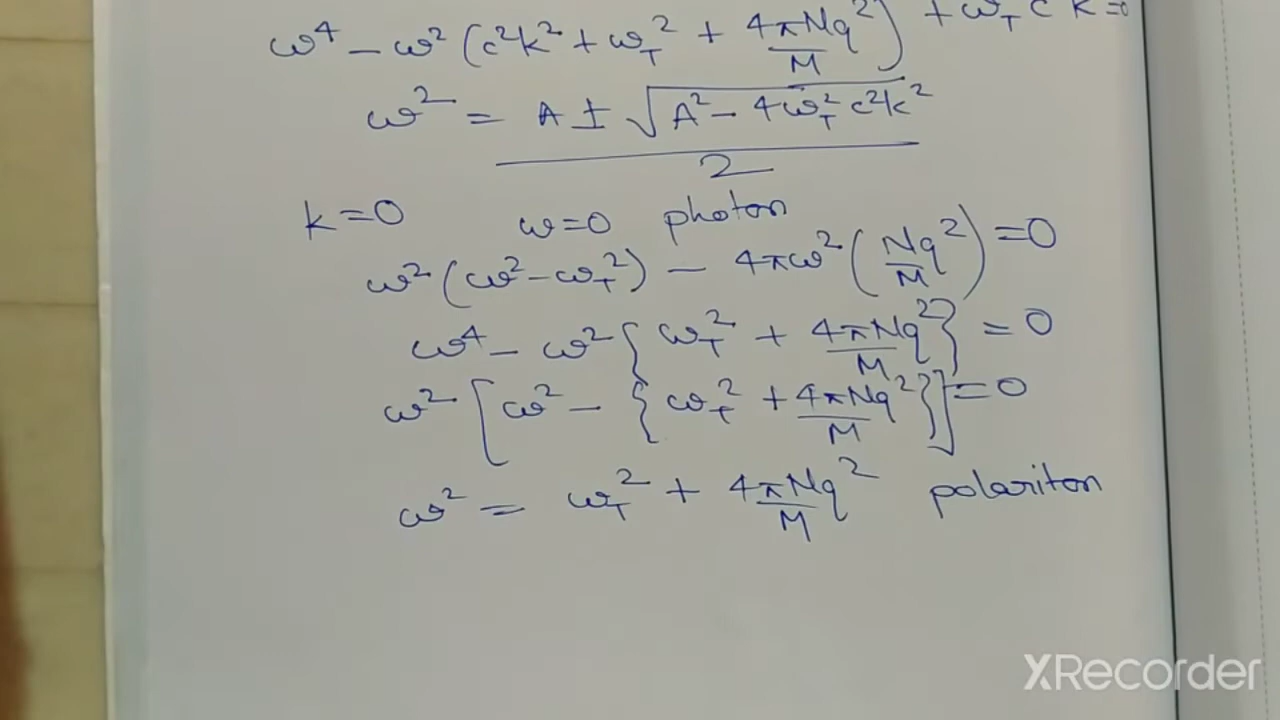 ω⁴ − ω² (c²k² + ω_T² + 4πNq²/M) + ω_T² c² k² = 0
ω² = A ± √(A² − 4ω_T² c²k²) / 2
k = 0 ω = 0 photon
ω² (ω² − ω_T²) − 4πω² (Nq²/M) = 0
ω⁴ − ω² { ω_T² + 4πNq²/M } = 0
ω² [ ω² − { ω_T² + 4πNq²/M } ] = 0
ω² = ω_T² + 4πNq²/M polariton
XRecorder